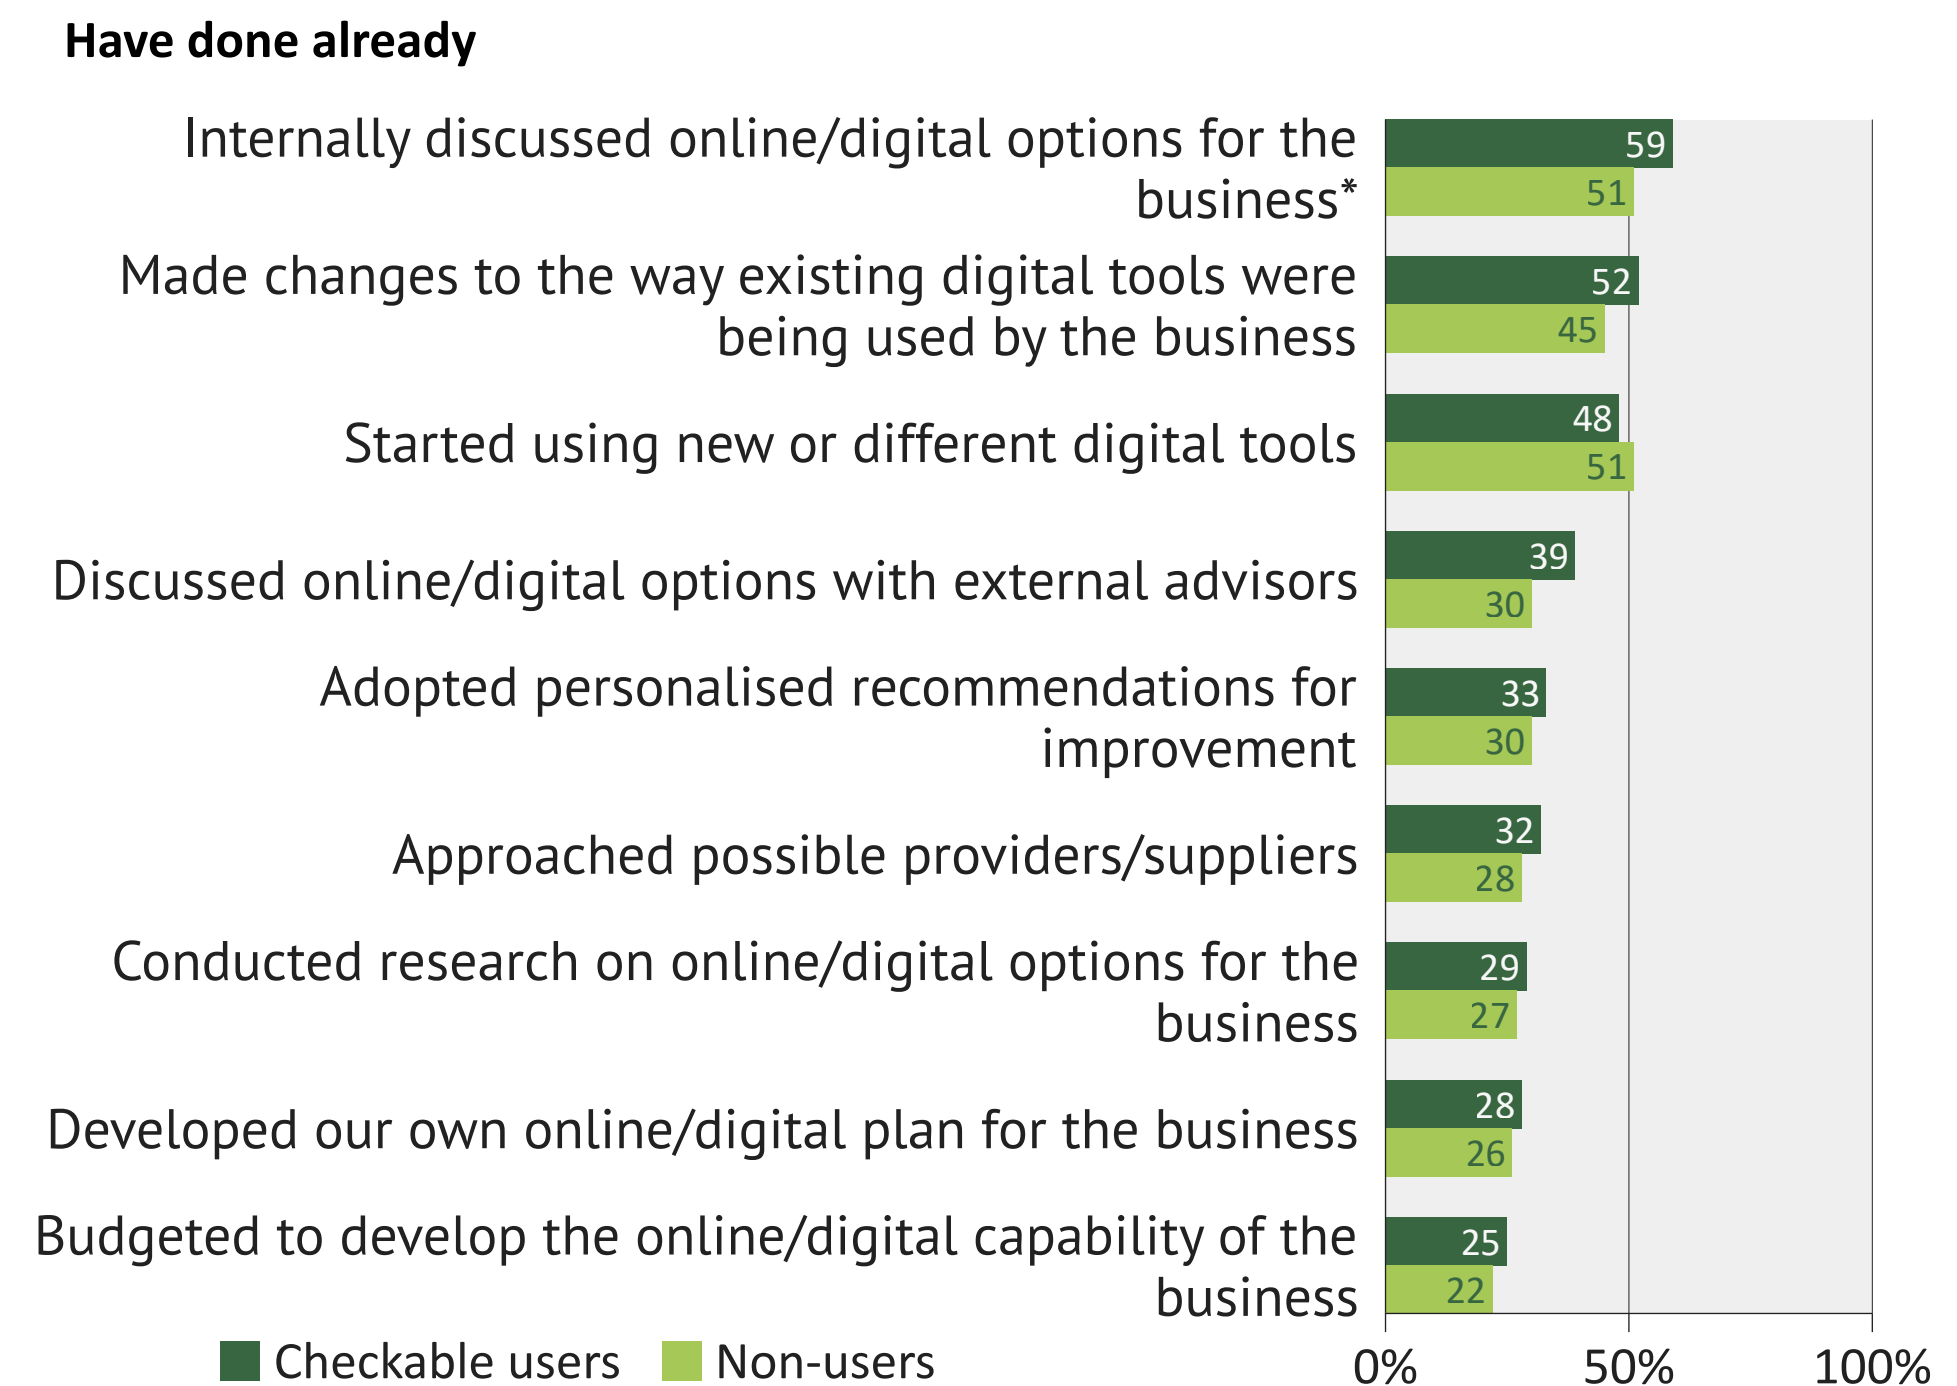 Have done already
Internally discussed online/digital options for the
business*
59
51
Made changes to the way existing digital tools were
being used by the business
52
45
Started using new or different digital tools
48
51
Discussed online/digital options with external advisors
39
30
Adopted personalised recommendations for
improvement
33
30
Approached possible providers/suppliers
32
28
Conducted research on online/digital options for the
business
29
27
Developed our own online/digital plan for the business
28
26
Budgeted to develop the online/digital capability of the
business
25
22
0% 50% 100%
Checkable users Non-users